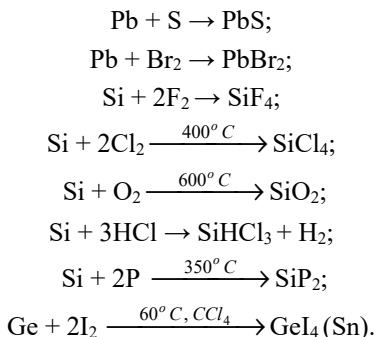 Pb + S → PbS;
Pb + Br₂ → PbBr₂;
Si + 2F₂ → SiF₄;
Si + 2Cl₂ —400° C→ SiCl₄;
Si + O₂ —600° C→ SiO₂;
Si + 3HCl → SiHCl₃ + H₂;
Si + 2P —350° C→ SiP₂;
Ge + 2I₂ —60° C, CCl₄→ GeI₄ (Sn).